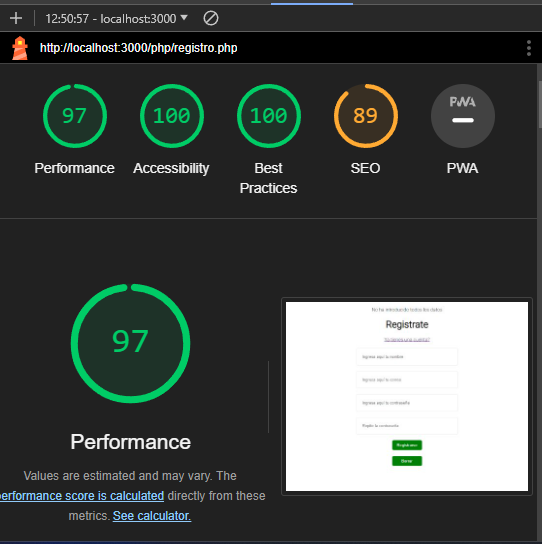 12:50:57 - localhost:3000
http://localhost:3000/php/registro.php
97
100
100
89
PWA
Performance
Accessibility
Best
Practices
SEO
PWA
97
Performance
Values are estimated and may vary. The
performance score is calculated directly from these
metrics. See calculator.
No ha introducido todos los datos
Registrate
¿Ya tienes una cuenta?
Ingrese aquí tu nombre
Ingrese aquí tu correo
Ingrese aquí tu contraseña
Repite tu contraseña
Registrarse
Borrar